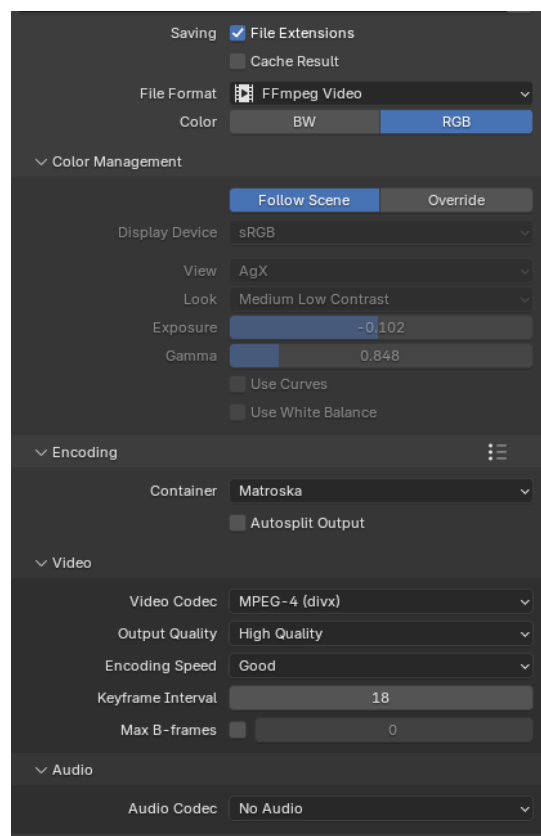 Saving File Extensions
Cache Result
File Format FFmpeg Video
Color BW RGB
Color Management
Follow Scene Override
Display Device sRGB
View AgX
Look Medium Low Contrast
Exposure -0.102
Gamma 0.848
Use Curves
Use White Balance
Encoding
Container Matroska
Autosplit Output
Video
Video Codec MPEG-4 (divx)
Output Quality High Quality
Encoding Speed Good
Keyframe Interval 18
Max B-frames 0
Audio
Audio Codec No Audio